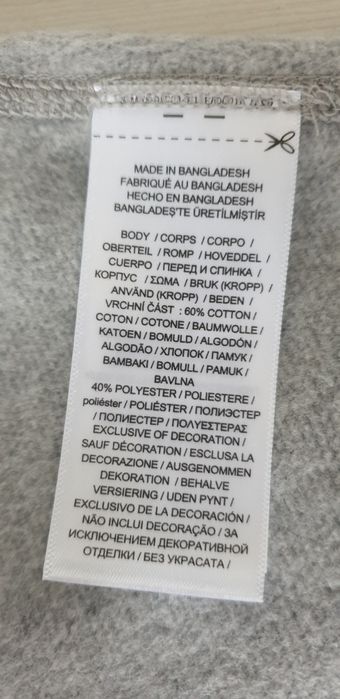 MADE IN BANGLADESH
FABRIQUÉ AU BANGLADESH
HECHO EN BANGLADESH
BANGLADEŞ'TE ÜRETİLMİŞTİR
BODY / CORPS / CORPO /
OBERTEIL / ROMP / HOVEDDEL /
CUERPO / ПЕРЕД И СПИНКА /
КОРПУС / ΣΩΜΑ / BRUK (KROPP) /
ANVÄND (KROPP) / BEDEN /
VRCHNÍ ČÁST : 60% COTTON /
COTON / COTONE / BAUMWOLLE /
KATOEN / BOMULD / ALGODÓN /
ALGODÃO / ХЛОПОК / ПАМУК /
BAMBAKI / BOMULL / PAMUK /
BAVLNA
40% POLYESTER / POLIESTERE /
poliéster / POLIÉSTER / ПОЛИЭСТЕР
/ ПОЛИЕСТЕР / ΠΟΛΥΕΣΤΕΡΑΣ
EXCLUSIVE OF DECORATION /
SAUF DÉCORATION / ESCLUSA LA
DECORAZIONE / AUSGENOMMEN
DEKORATION / BEHALVE
VERSIERING / UDEN PYNT /
EXCLUSIVO DE LA DECORACIÓN /
NÃO INCLUI DECORAÇÃO / ЗА
ИСКЛЮЧЕНИЕМ ДЕКОРАТИВНОЙ
ОТДЕЛКИ / БЕЗ УКРАСАТА /